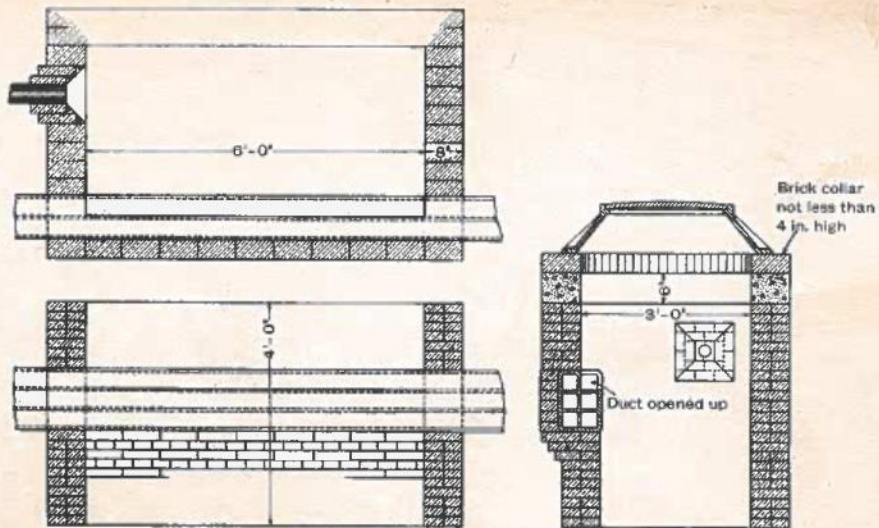 6'-0"
8"
4'-0"
Brick collar
not less than
4 in. high
6"
3'-0"
Duct opened up